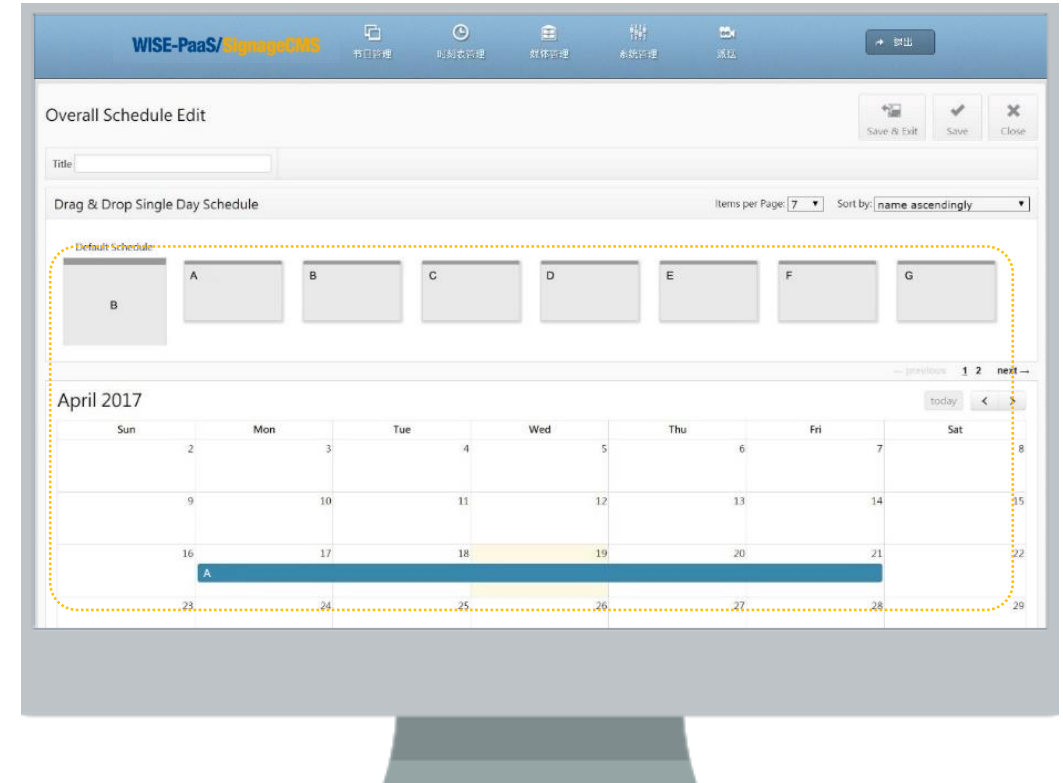 WISE-PaaS/SignageCMS
节目管理 时刻表管理 媒体管理 系统管理 派送 登出
Overall Schedule Edit
Save & Exit Save Close
Title
Drag & Drop Single Day Schedule Items per Page: 7 Sort by: name ascendingly
Default Schedule
B A B C D E F G
←previous 1 2 next→
April 2017 today < >
Sun Mon Tue Wed Thu Fri Sat
2 3 4 5 6 7 8
9 10 11 12 13 14 15
16 17 18 19 20 21 22
A
23 24 25 26 27 28 29